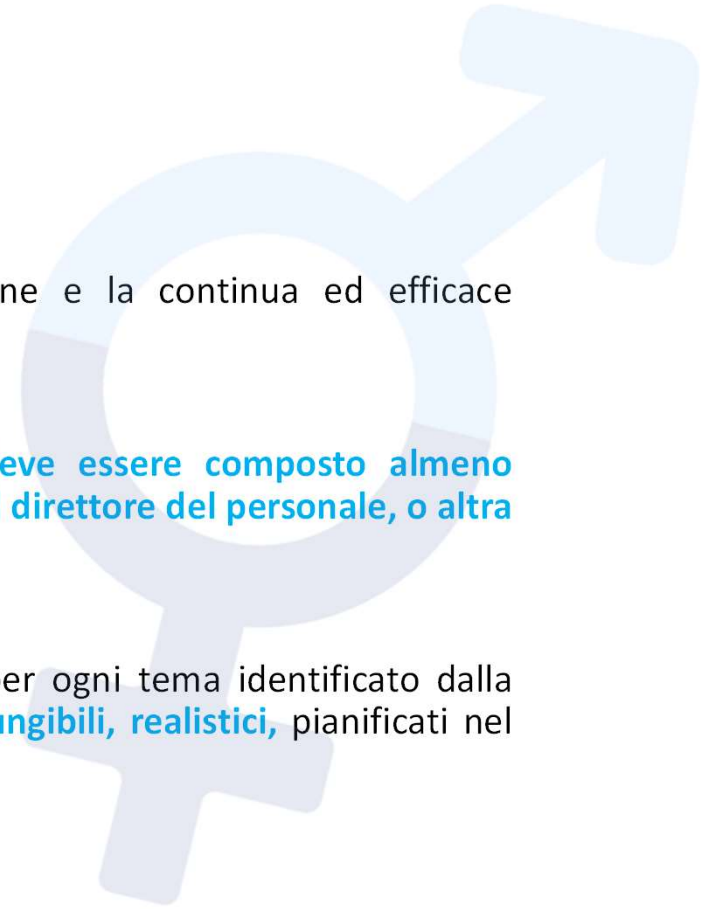 ne e la continua ed efficace
eve essere composto almeno
direttore del personale, o altra
er ogni tema identificato dalla
ngibili, realistici, pianificati nel